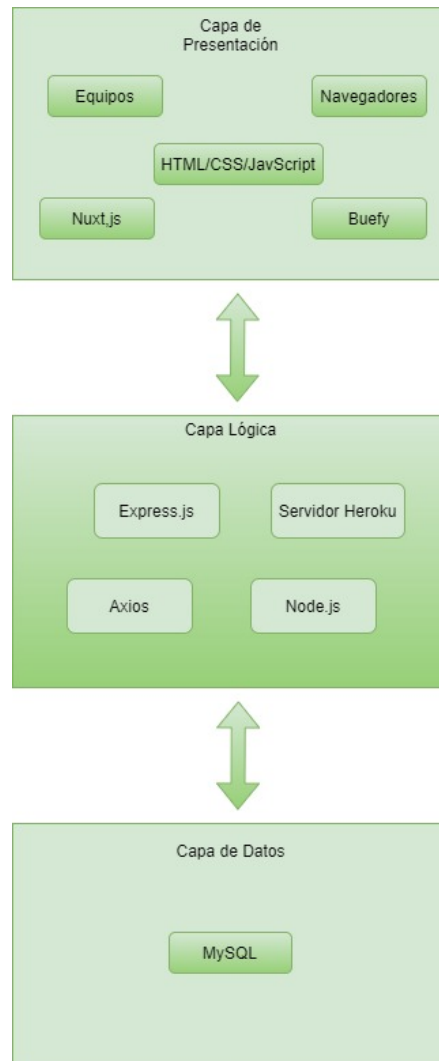 Capa de
Presentación
Equipos
Navegadores
HTML/CSS/JavScript
Nuxt,js
Buefy
Capa Lógica
Express.js
Servidor Heroku
Axios
Node.js
Capa de Datos
MySQL